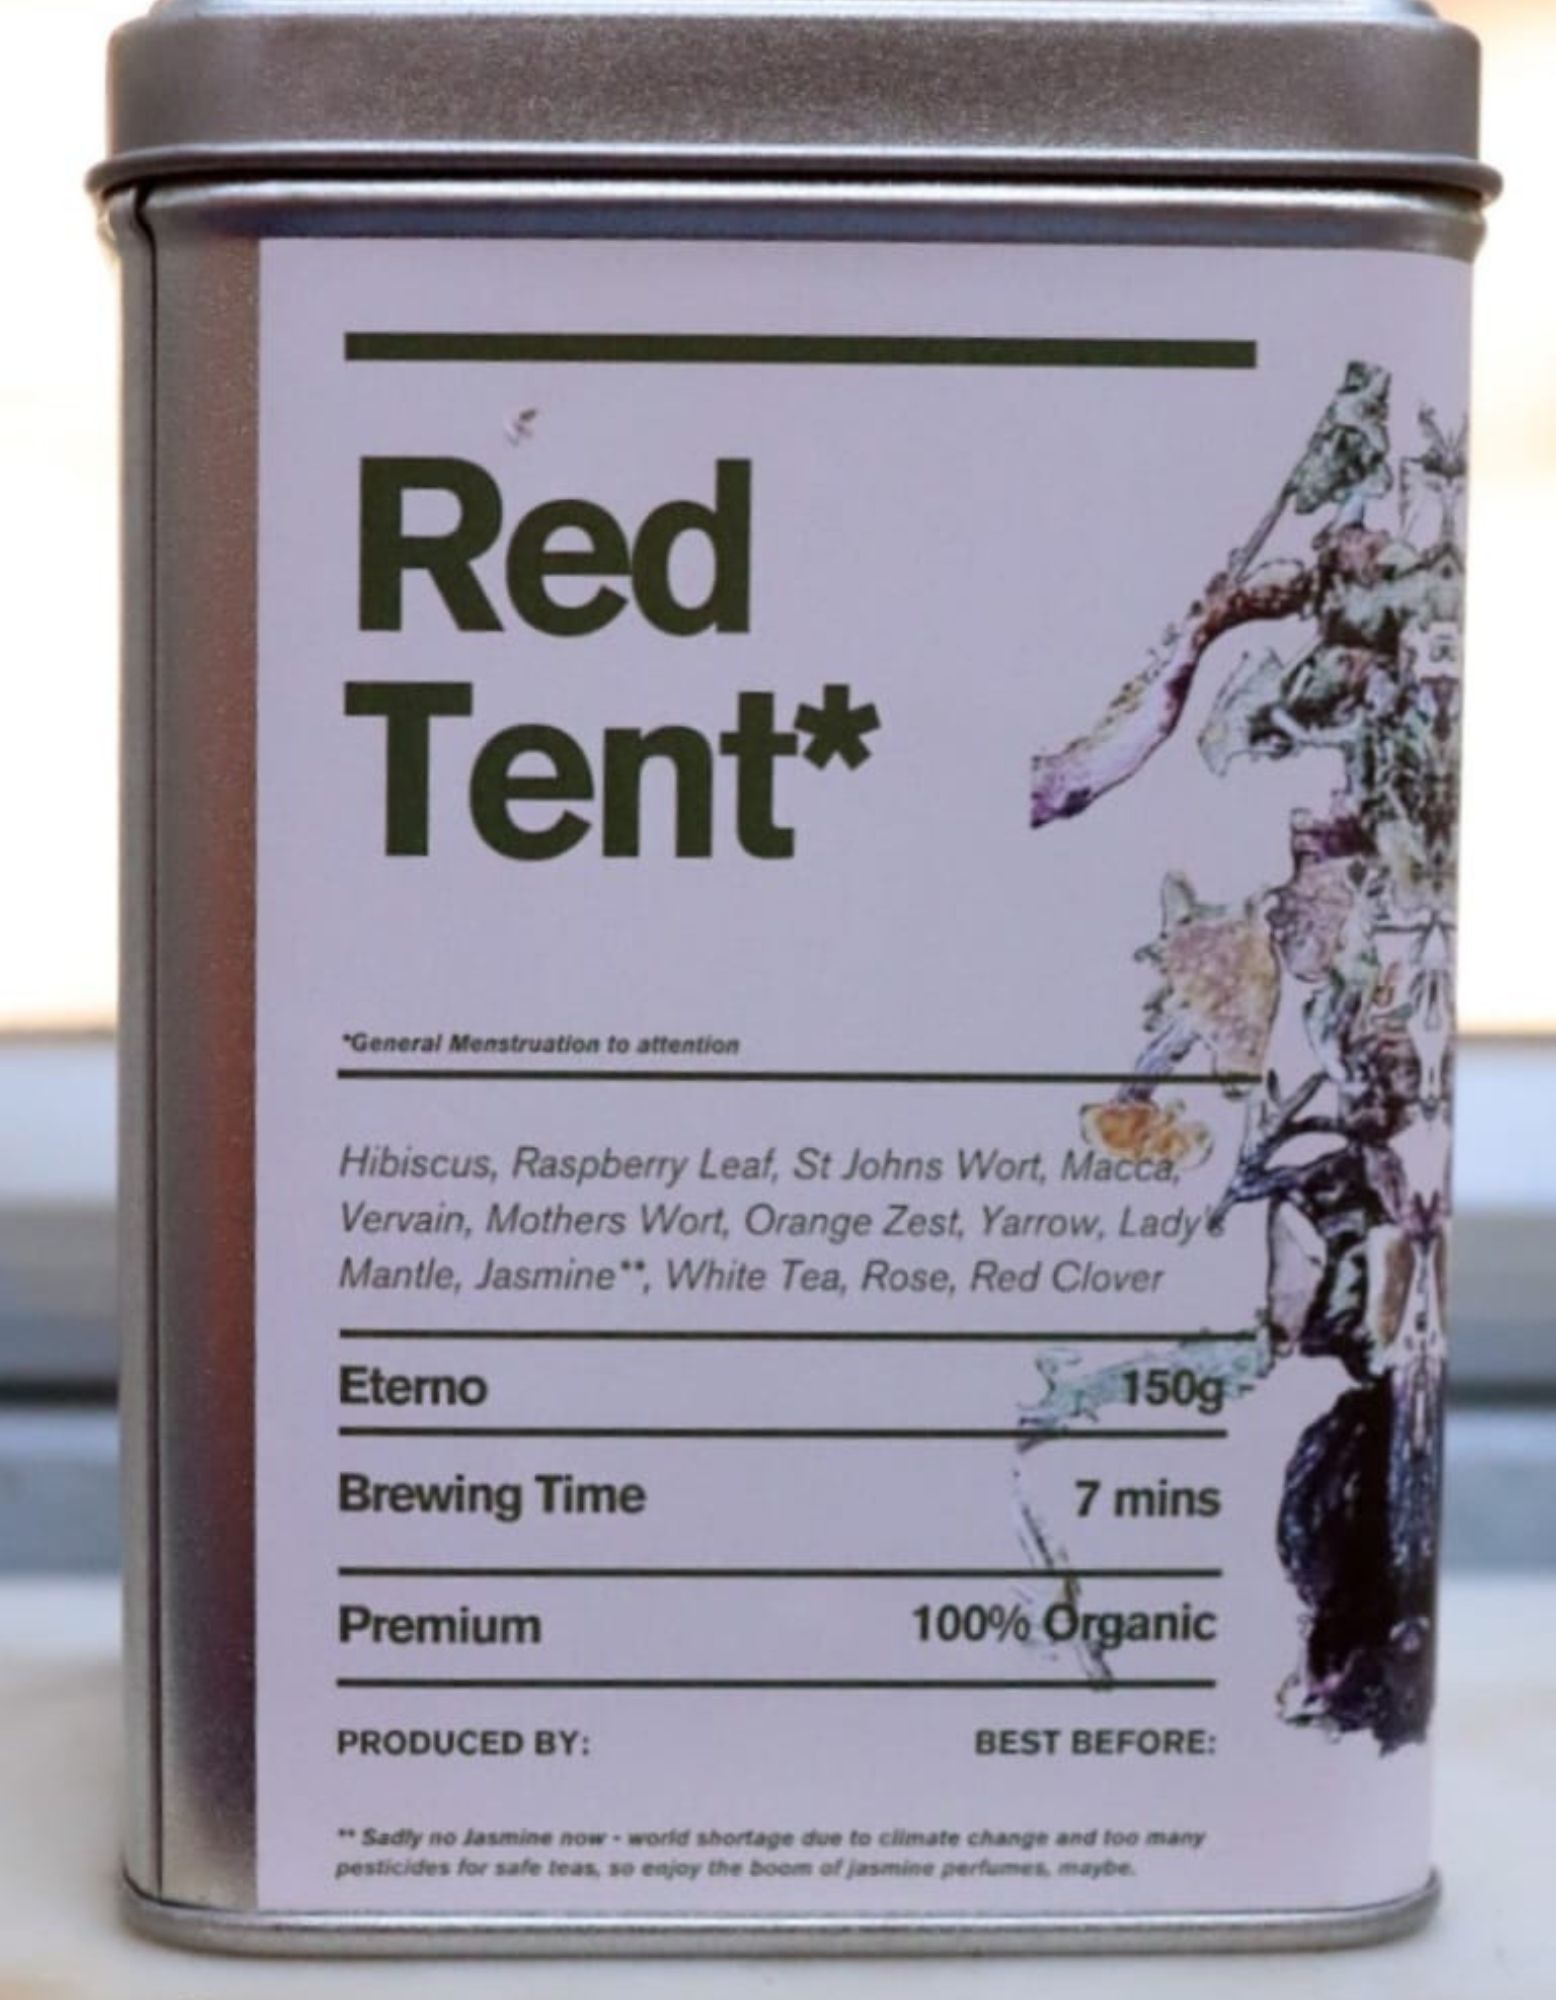 Red
Tent*
*General Menstruation to attention
Hibiscus, Raspberry Leaf, St Johns Wort, Macca,
Vervain, Mothers Wort, Orange Zest, Yarrow, Lady's
Mantle, Jasmine**, White Tea, Rose, Red Clover
Eterno 150g
Brewing Time 7 mins
Premium 100% Organic
PRODUCED BY: BEST BEFORE:
** Sadly no Jasmine now - world shortage due to climate change and too many
pesticides for safe teas, so enjoy the boom of jasmine perfumes, maybe.